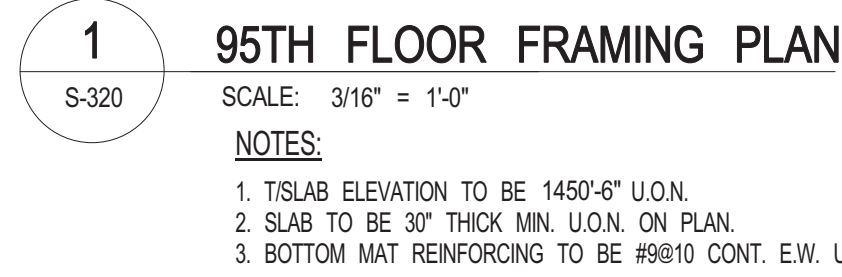 1
95TH FLOOR FRAMING PLAN
S-320
SCALE: 3/16" = 1'-0"
NOTES:
1. T/SLAB ELEVATION TO BE 1450'-6" U.O.N.
2. SLAB TO BE 30" THICK MIN. U.O.N. ON PLAN.
3. BOTTOM MAT REINFORCING TO BE #9@10 CONT. E.W.